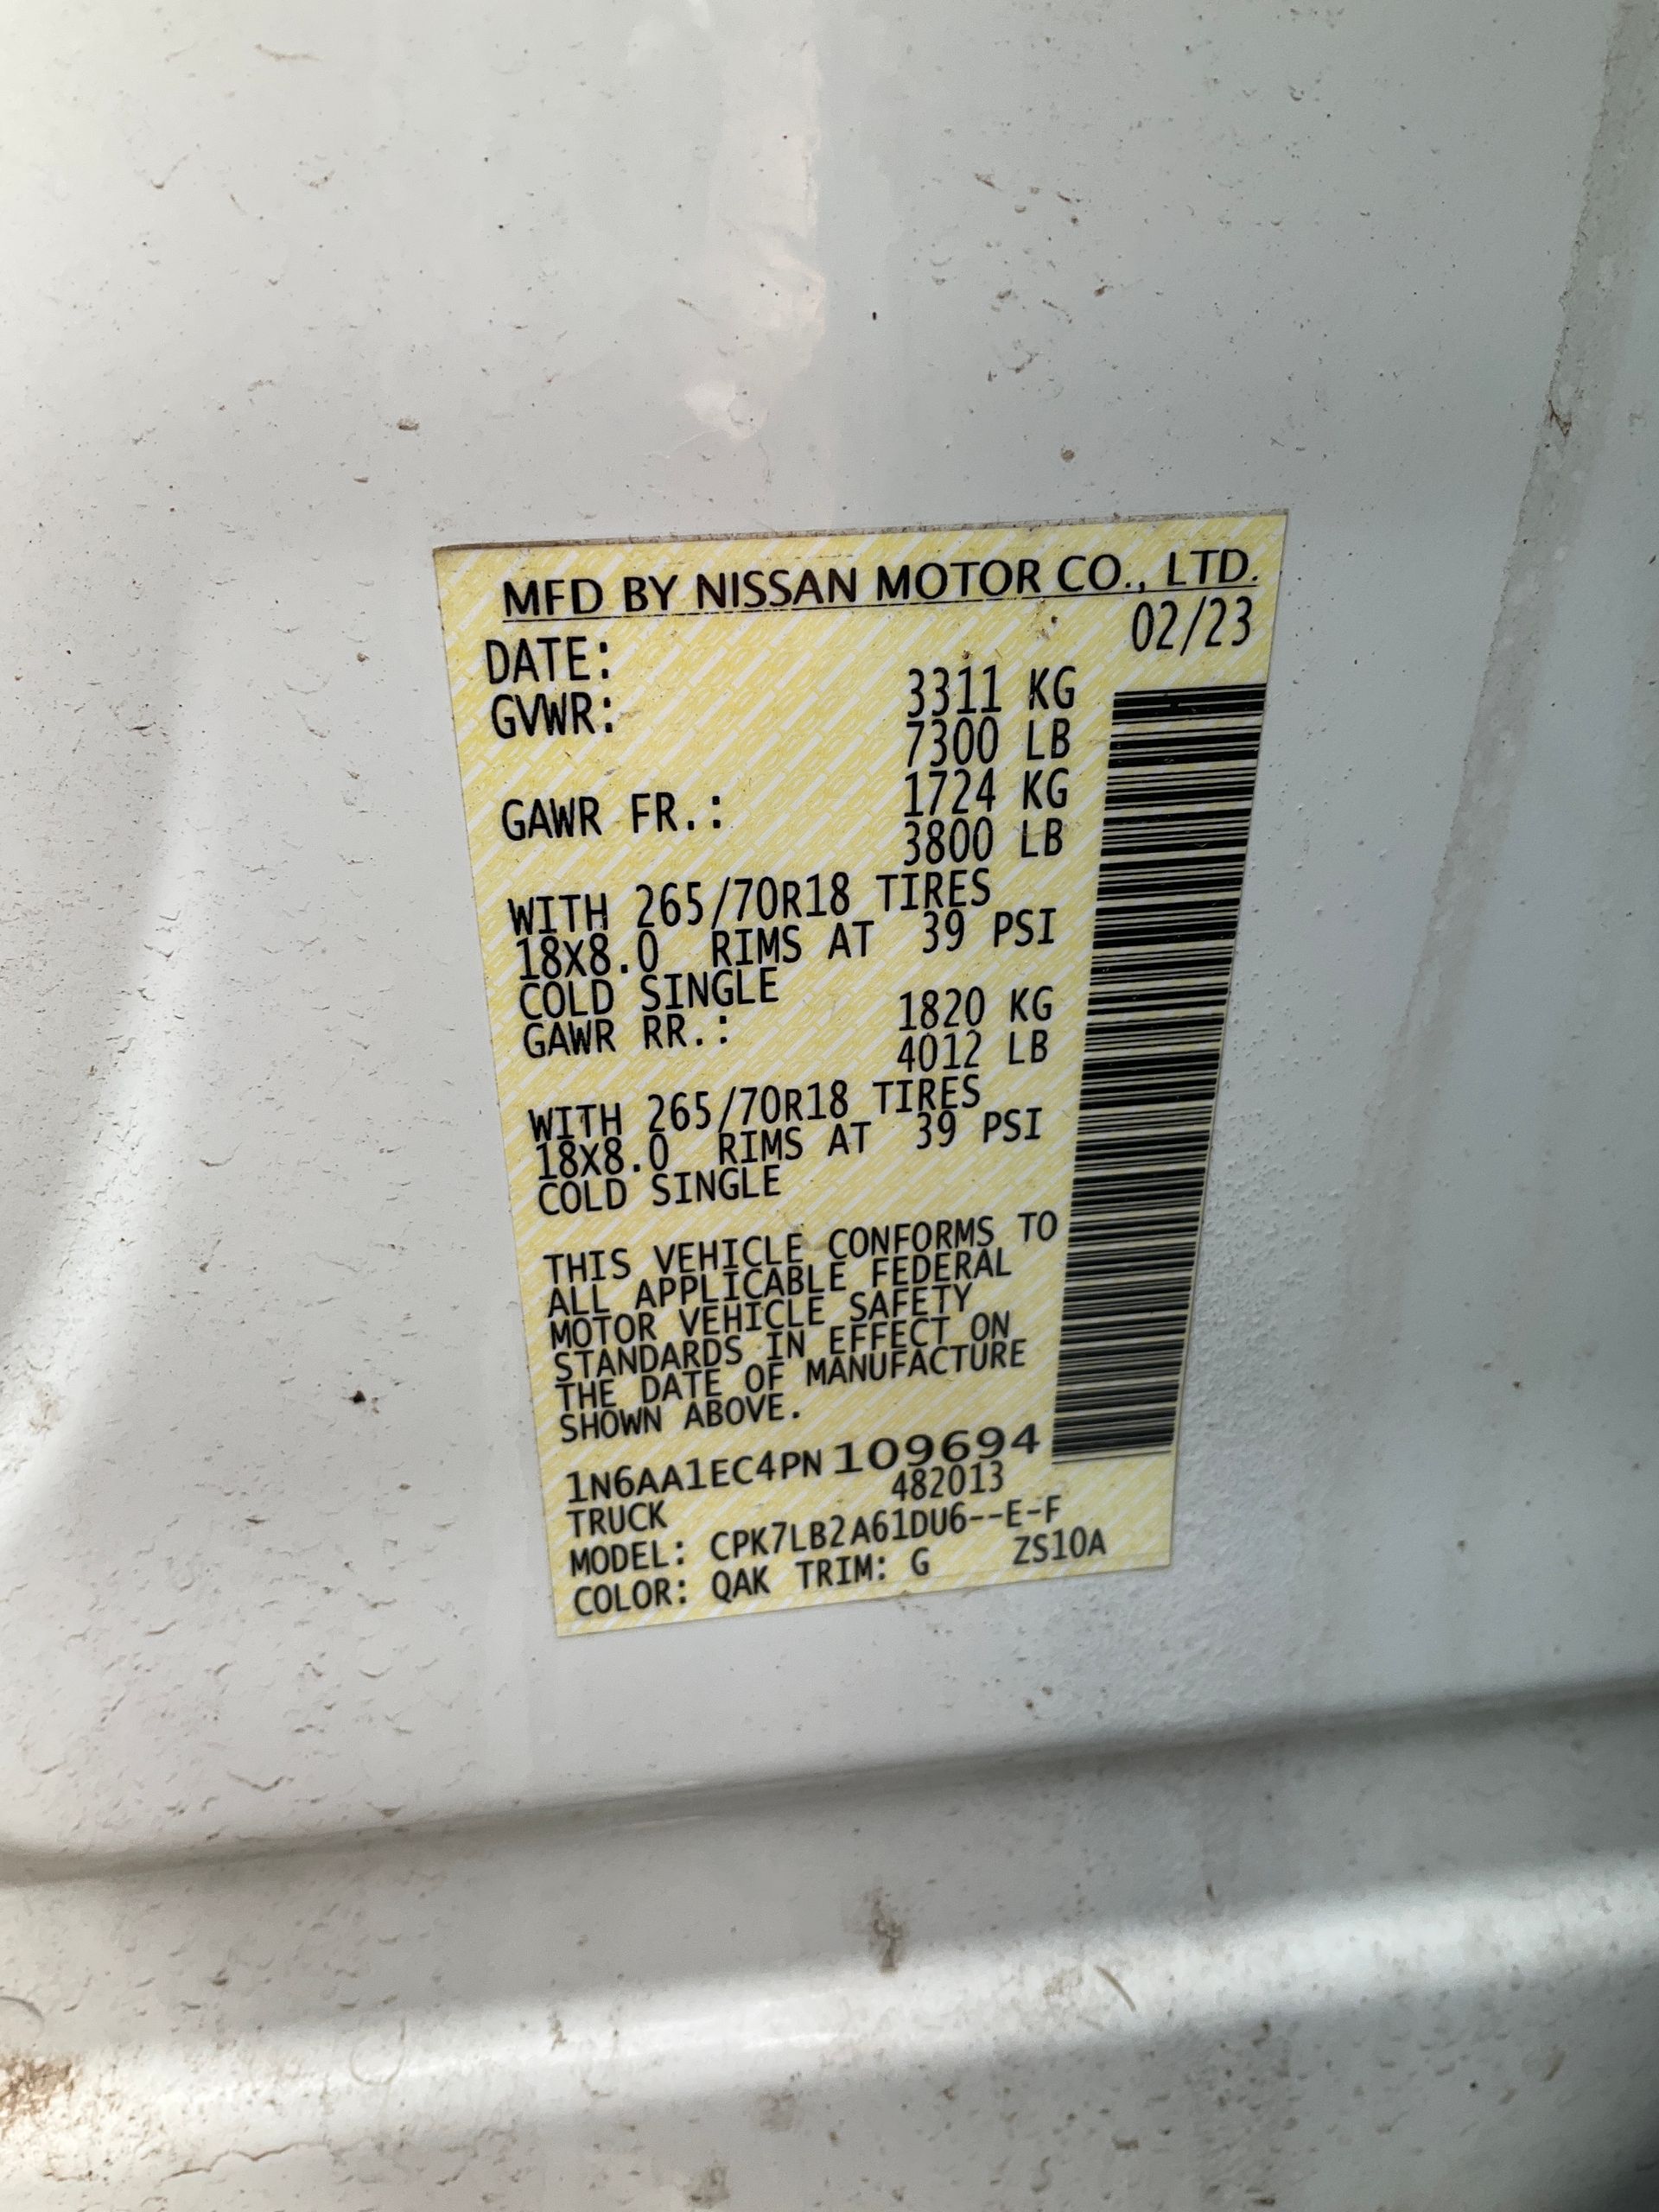 MFD BY NISSAN MOTOR CO., LTD.
DATE: 02/23
GVWR: 3311 KG
7300 LB
GAWR FR.: 1724 KG
3800 LB
WITH 265/70R18 TIRES
18X8.0 RIMS AT 39 PSI
COLD SINGLE
GAWR RR.: 1820 KG
4012 LB
WITH 265/70R18 TIRES
18X8.0 RIMS AT 39 PSI
COLD SINGLE
THIS VEHICLE CONFORMS TO
ALL APPLICABLE FEDERAL
MOTOR VEHICLE SAFETY
STANDARDS IN EFFECT ON
THE DATE OF MANUFACTURE
SHOWN ABOVE.
1N6AA1EC4PN109694
TRUCK 482013
MODEL: CPK7LB2A61DU6--E-F
COLOR: QAK TRIM: G ZS10A